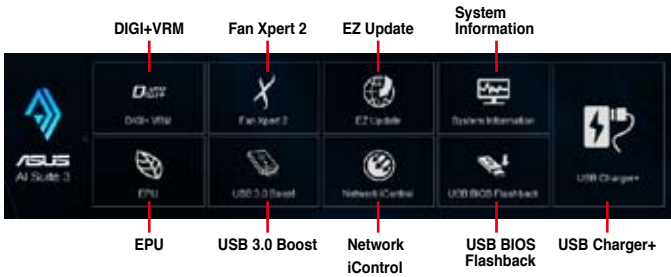 DIGI+VRM
Fan Xpert 2
EZ Update
System
Information
DIGI+ VRM
Fan Xpert 2
EZ Update
System Information
ASUS
AI Suite 3
EPU
USB 3.0 Boost
Network iControl
USB BIOS Flashback
USB Charger+
EPU
USB 3.0 Boost
Network
iControl
USB BIOS
Flashback
USB Charger+